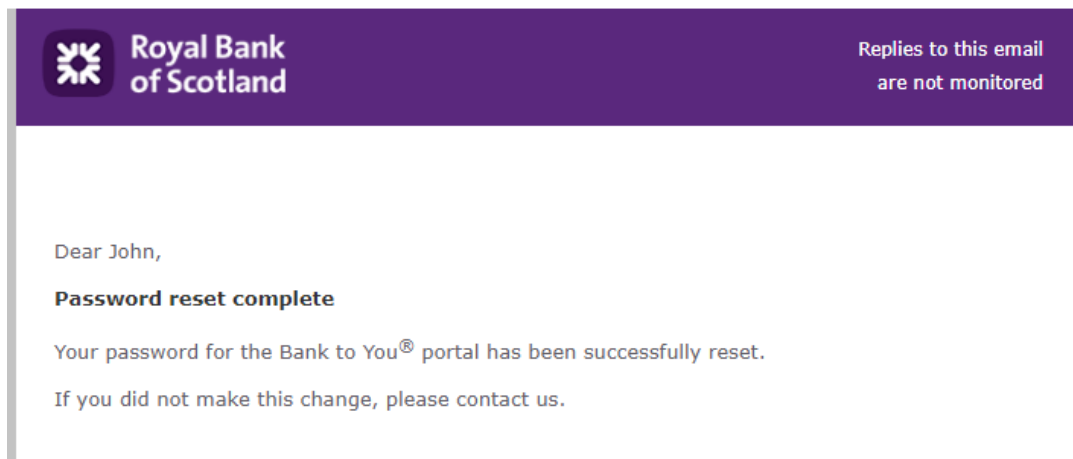 Royal Bank
of Scotland
Replies to this email
are not monitored
Dear John,
Password reset complete
Your password for the Bank to You® portal has been successfully reset.
If you did not make this change, please contact us.